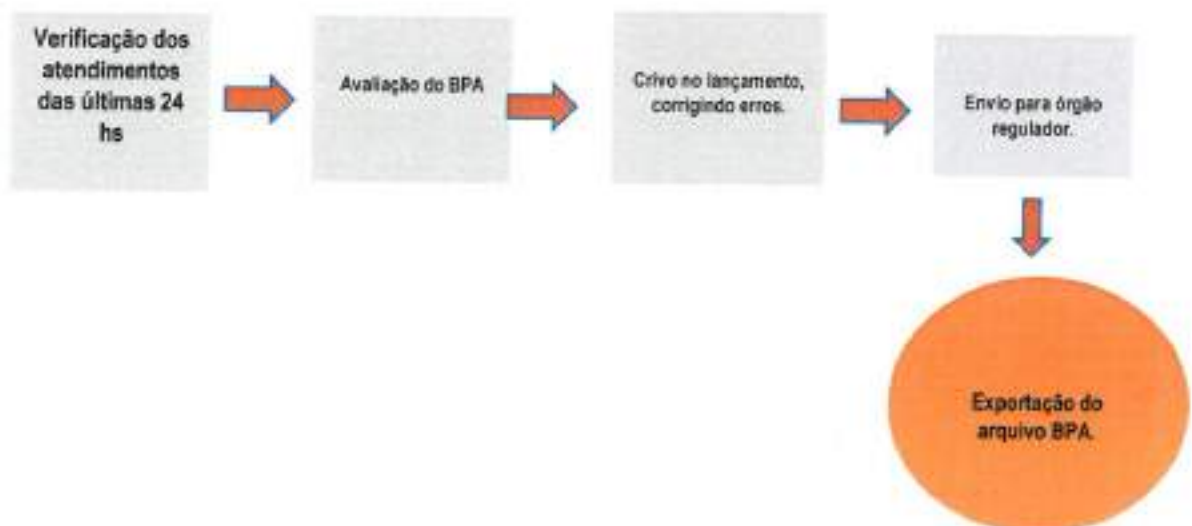 Verificação dos
atendimentos
das últimas 24
hs
Avaliação do BPA
Crivo no lançamento,
corrigindo erros.
Envio para órgão
regulador.
Exportação do
arquivo BPA.